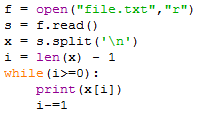 f = open("file.txt","r")
s = f.read()
x = s.split('\n')
i = len(x) - 1
while(i>=0):
    print(x[i])
    i-=1